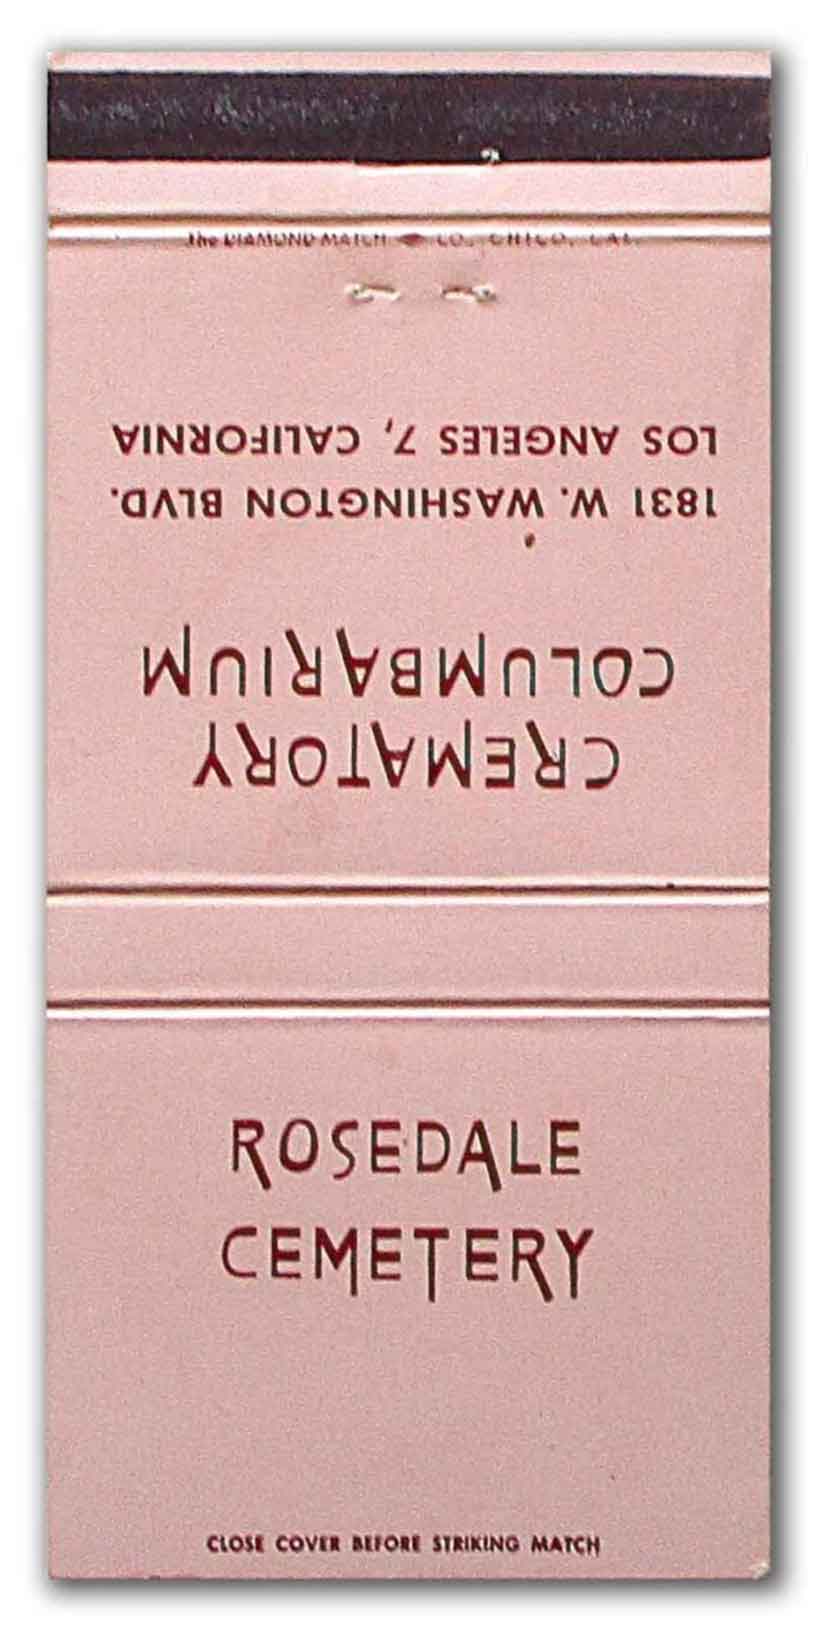 The DIAMOND MATCH CO., CHICO, CAL.
CREMATORY
COLUMBARIUM
1831 W. WASHINGTON BLVD.
LOS ANGELES 7, CALIFORNIA
ROSEDALE
CEMETERY
CLOSE COVER BEFORE STRIKING MATCH